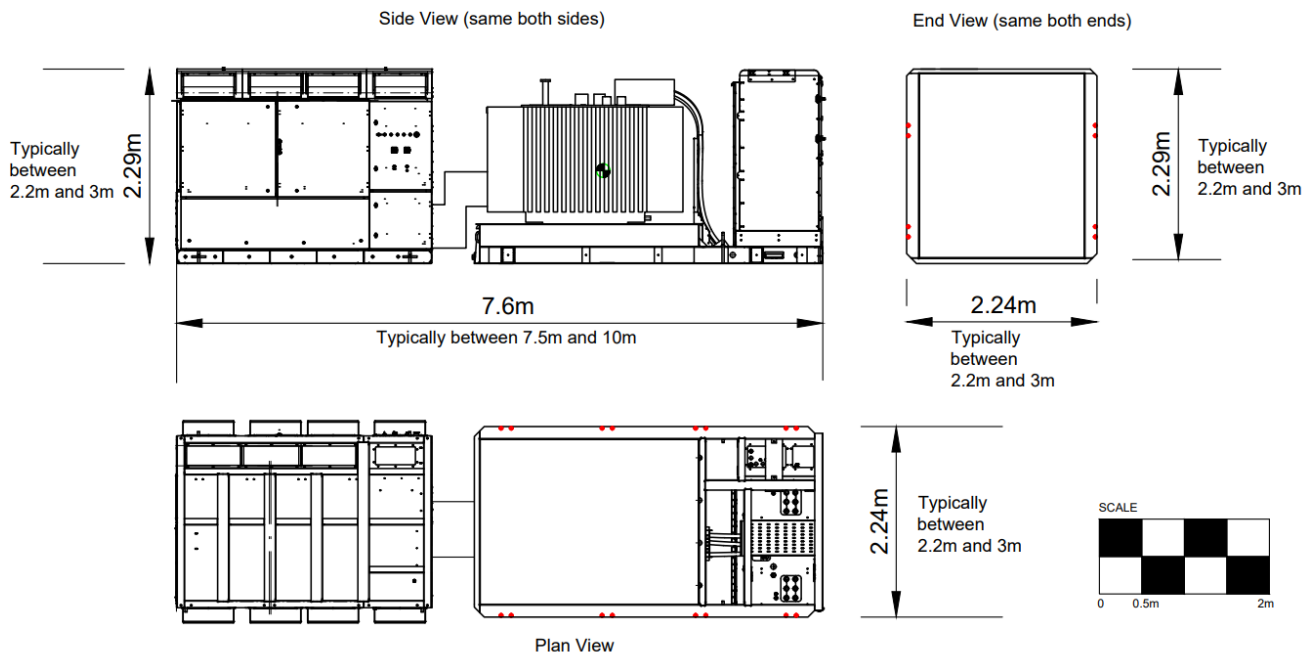 Side View (same both sides)
End View (same both ends)
Typically
between
2.2m and 3m
2.29m
2.29m
Typically
between
2.2m and 3m
7.6m
Typically between 7.5m and 10m
2.24m
Typically
between
2.2m and 3m
2.24m
Typically
between
2.2m and 3m
SCALE
0
0.5m
2m
Plan View